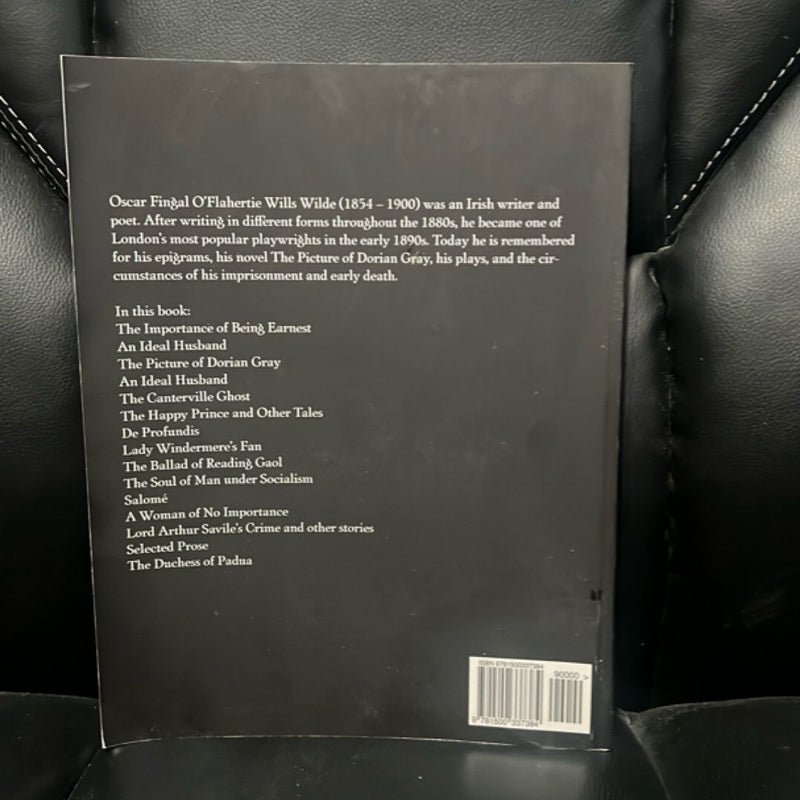 Oscar Fingal O'Flahertie Wills Wilde (1854 – 1900) was an Irish writer and
poet. After writing in different forms throughout the 1880s, he became one of
London's most popular playwrights in the early 1890s. Today he is remembered
for his epigrams, his novel The Picture of Dorian Gray, his plays, and the cir-
cumstances of his imprisonment and early death.
In this book:
The Importance of Being Earnest
An Ideal Husband
The Picture of Dorian Gray
An Ideal Husband
The Canterville Ghost
The Happy Prince and Other Tales
De Profundis
Lady Windermere's Fan
The Ballad of Reading Gaol
The Soul of Man under Socialism
Salomé
A Woman of No Importance
Lord Arthur Savile's Crime and other stories
Selected Prose
The Duchess of Padua
ISBN 9781500337384
90000 >
9 781500 337384